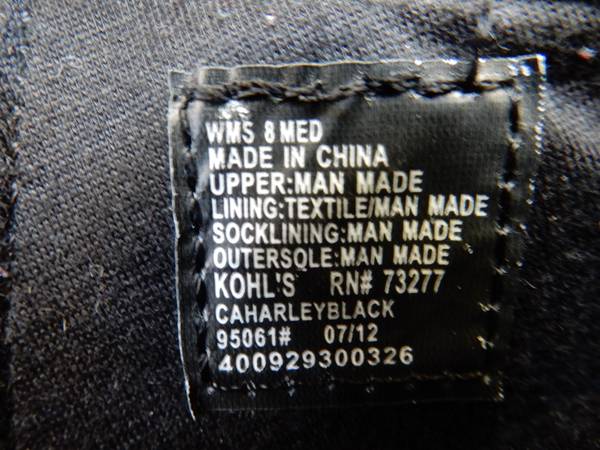 WMS 8 MED
MADE IN CHINA
UPPER:MAN MADE
LINING:TEXTILE/MAN MADE
SOCKLINING:MAN MADE
OUTERSOLE:MAN MADE
KOHL'S RN# 73277
CAHARLEYBLACK
95061# 07/12
400929300326